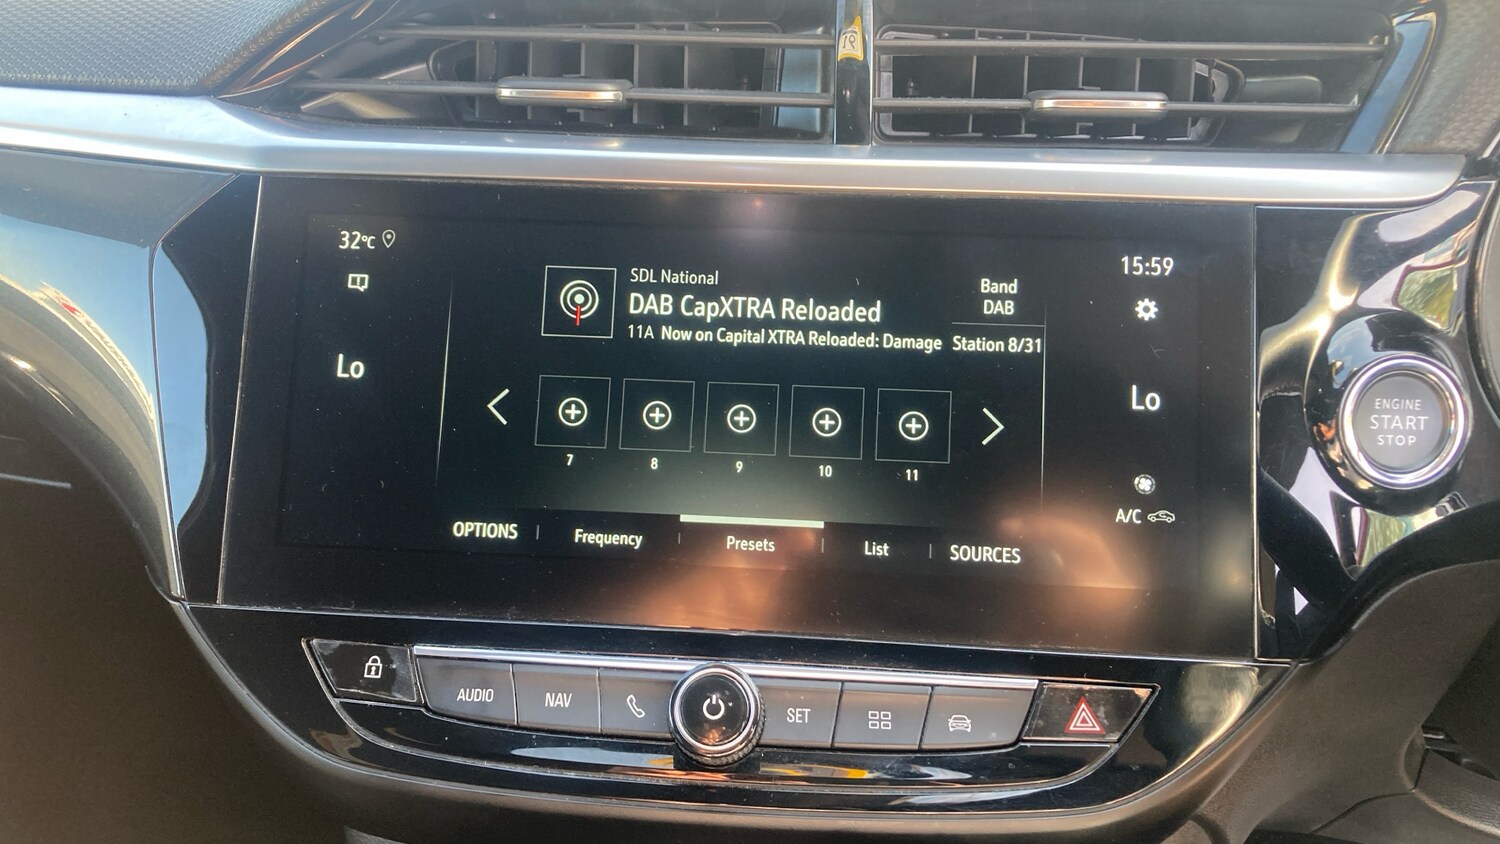 32°C
15:59
SDL National
DAB CapXTRA Reloaded
11A Now on Capital XTRA Reloaded: Damage
Band
DAB
Station 8/31
Lo
Lo
7 8 9 10 11
A/C
OPTIONS Frequency Presets List SOURCES
ENGINE
START
STOP
AUDIO NAV SET